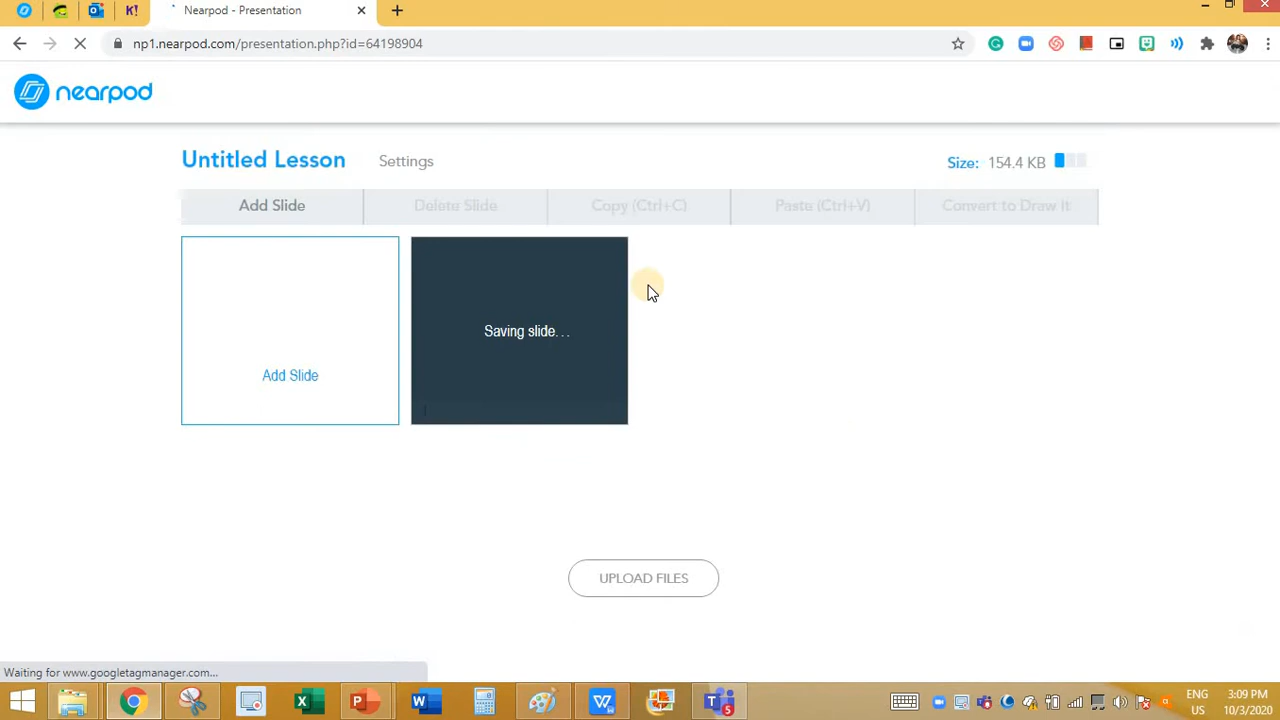 K!
Nearpod - Presentation
np1.nearpod.com/presentation.php?id=64198904
nearpod
Untitled Lesson
Settings
Size: 154.4 KB
Add Slide
Delete Slide
Copy (Ctrl+C)
Paste (Ctrl+V)
Convert to Draw It
Add Slide
Saving slide...
UPLOAD FILES
Waiting for www.googletagmanager.com...
ENG
US
3:09 PM
10/3/2020